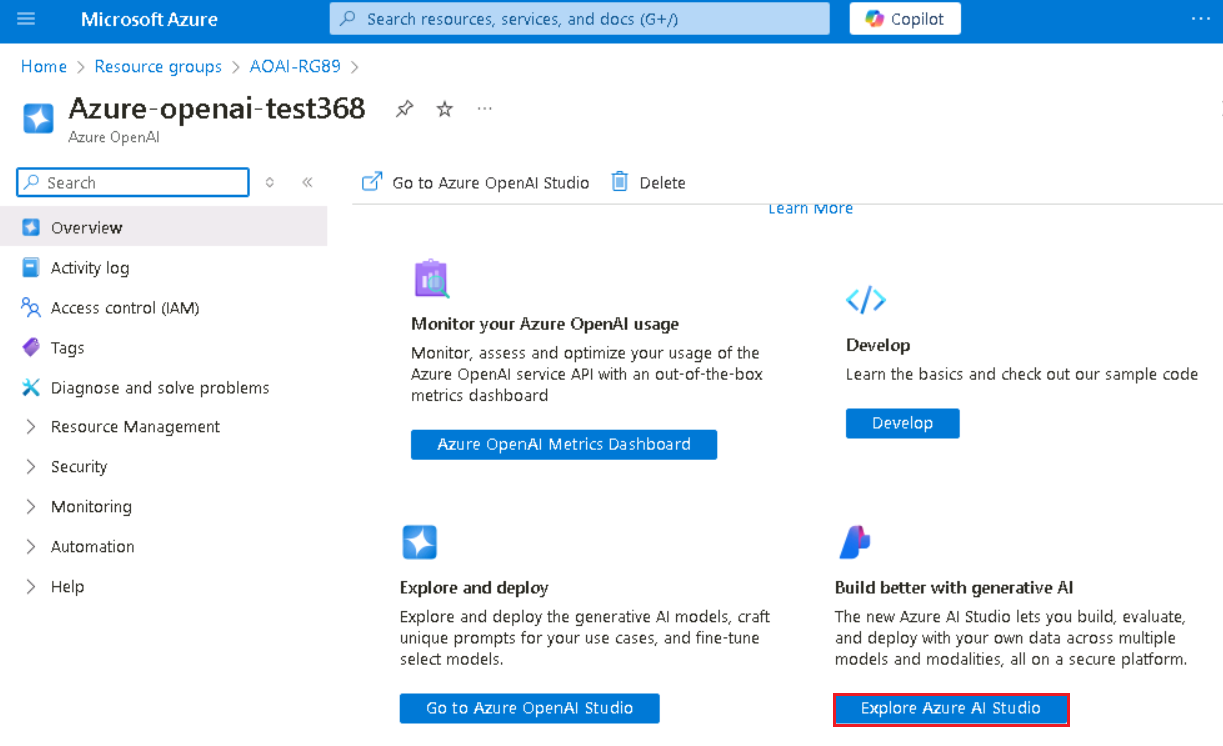 Microsoft Azure
Search resources, services, and docs (G+/)
Copilot
Home > Resource groups > AOAI-RG89 >
Azure-openai-test368
Azure OpenAI
Search
Go to Azure OpenAI Studio
Delete
Learn More
Overview
Activity log
Access control (IAM)
Tags
Diagnose and solve problems
Resource Management
Security
Monitoring
Automation
Help
Monitor your Azure OpenAI usage
Monitor, assess and optimize your usage of the
Azure OpenAI service API with an out-of-the-box
metrics dashboard
Azure OpenAI Metrics Dashboard
Develop
Learn the basics and check out our sample code
Develop
Explore and deploy
Explore and deploy the generative AI models, craft
unique prompts for your use cases, and fine-tune
select models.
Go to Azure OpenAI Studio
Build better with generative AI
The new Azure AI Studio lets you build, evaluate,
and deploy with your own data across multiple
models and modalities, all on a secure platform.
Explore Azure AI Studio